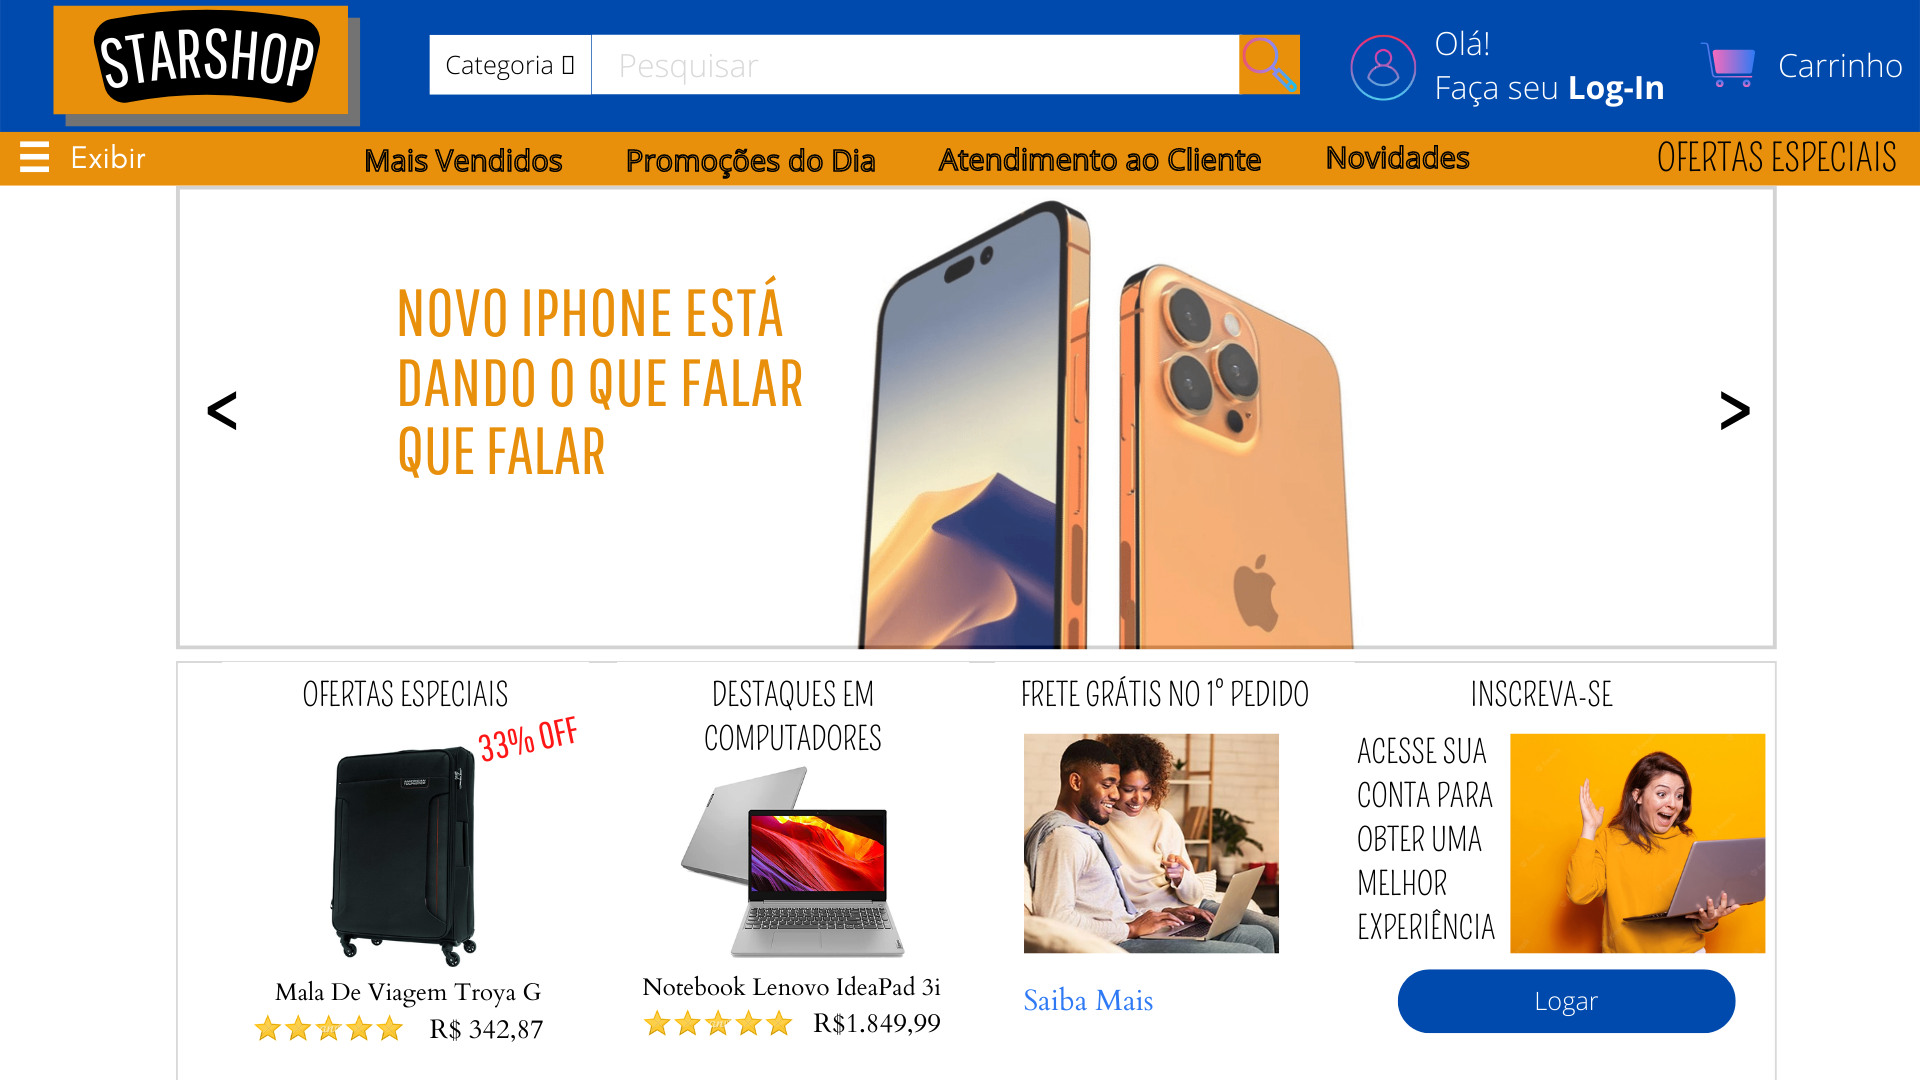 STARSHOP
Categoria
Pesquisar
Olá!
Faça seu Log-In
Carrinho
Exibir
Mais Vendidos
Promoções do Dia
Atendimento ao Cliente
Novidades
OFERTAS ESPECIAIS
NOVO IPHONE ESTÁ
DANDO O QUE FALAR
QUE FALAR
<
>
OFERTAS ESPECIAIS
33% OFF
Mala De Viagem Troya G
R$ 342,87
DESTAQUES EM
COMPUTADORES
Notebook Lenovo IdeaPad 3i
R$1.849,99
FRETE GRÁTIS NO 1º PEDIDO
Saiba Mais
INSCREVA-SE
ACESSE SUA
CONTA PARA
OBTER UMA
MELHOR
EXPERIÊNCIA
Logar